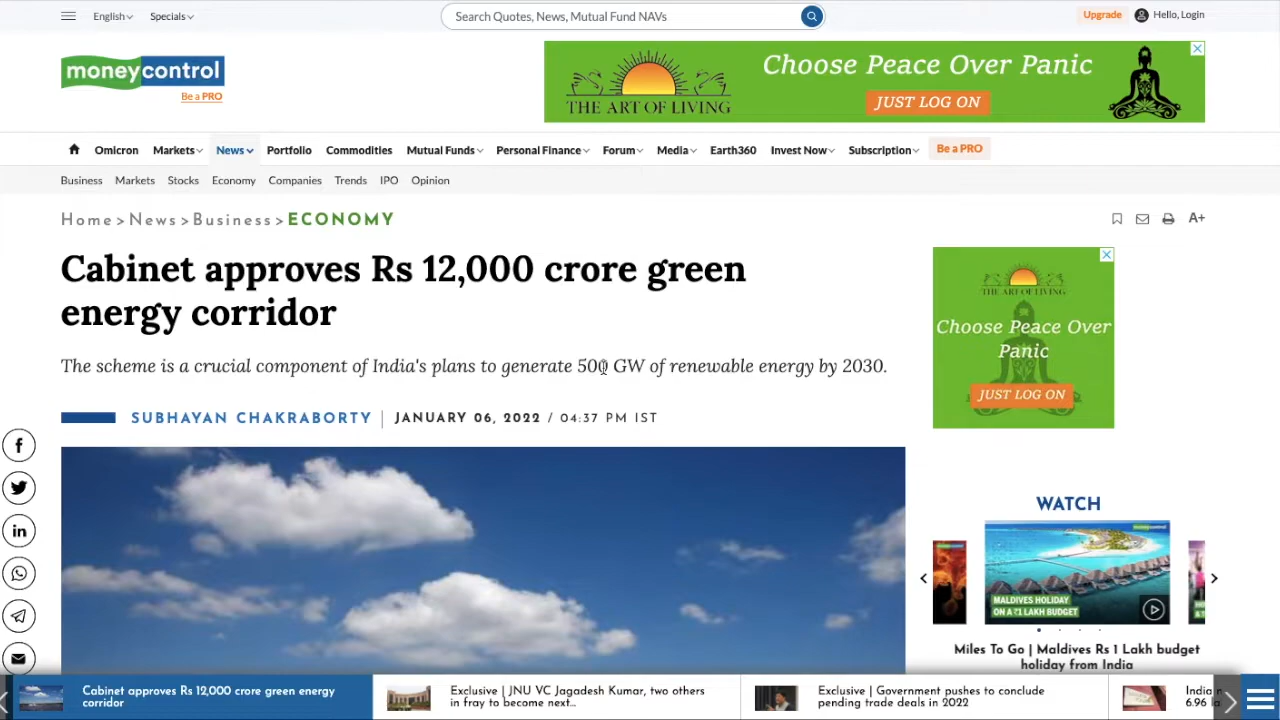 English
Specials
Search Quotes, News, Mutual Fund NAVs
Upgrade
Hello, Login
moneycontrol
Be a PRO
THE ART OF LIVING
Choose Peace Over Panic
JUST LOG ON
Omicron Markets News Portfolio Commodities Mutual Funds Personal Finance Forum Media Earth360 Invest Now Subscription Be a PRO
Business Markets Stocks Economy Companies Trends IPO Opinion
Home > News > Business > ECONOMY
A+
Cabinet approves Rs 12,000 crore green
energy corridor
The scheme is a crucial component of India's plans to generate 500 GW of renewable energy by 2030.
SUBHAYAN CHAKRABORTY | JANUARY 06, 2022 / 04:37 PM IST
THE ART OF LIVING
Choose Peace Over
Panic
JUST LOG ON
WATCH
moneycontrol
MALDIVES HOLIDAY
ON A ₹1 LAKH BUDGET
Miles To Go | Maldives Rs 1 Lakh budget
holiday from India
Cabinet approves Rs 12,000 crore green energy
corridor
Exclusive | JNU VC Jagadesh Kumar, two others
in fray to become next...
Exclusive | Government pushes to conclude
pending trade deals in 2022
India
6.96